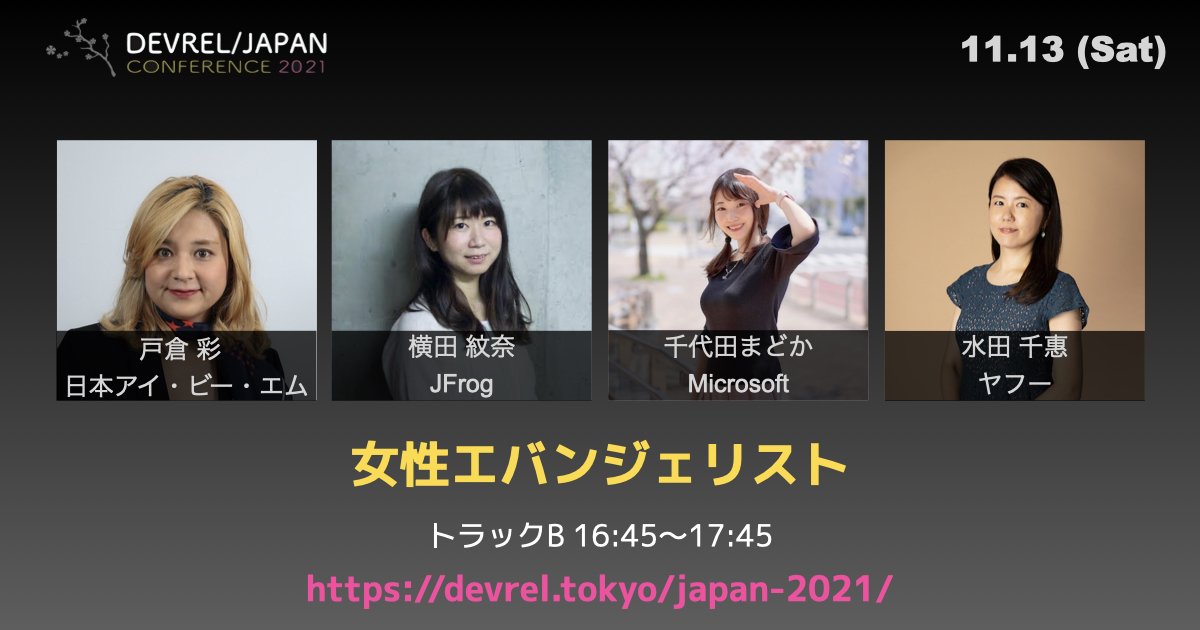 DEVREL/JAPAN
CONFERENCE 2021
11.13 (Sat)
戸倉 彩
日本アイ・ビー・エム
横田 紋奈
JFrog
千代田まどか
Microsoft
水田 千惠
ヤフー
女性エバンジェリスト
トラックB 16:45〜17:45
https://devrel.tokyo/japan-2021/